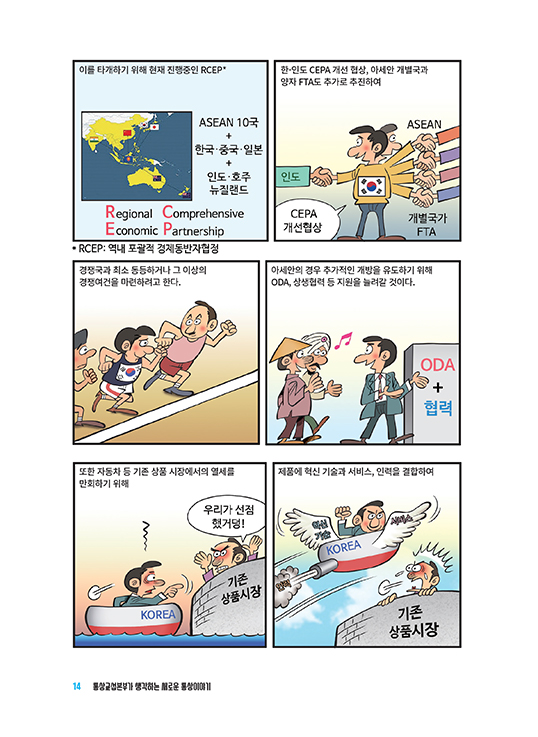 이를 타개하기 위해 현재 진행중인 RCEP*
ASEAN 10국
+
한국·중국·일본
+
인도·호주
뉴질랜드
Regional Comprehensive
Economic Partnership
* RCEP: 역내 포괄적 경제동반자협정
한·인도 CEPA 개선 협상, 아세안 개별국과
양자 FTA도 추가로 추진하여
ASEAN
인도
CEPA
개선협상
개별국가
FTA
경쟁국과 최소 동등하거나 그 이상의
경쟁여건을 마련하려고 한다.
아세안의 경우 추가적인 개방을 유도하기 위해
ODA, 상생협력 등 지원을 늘려갈 것이다.
ODA
+
협력
또한 자동차 등 기존 상품 시장에서의 열세를
만회하기 위해
우리가 선점
했거덩!
KOREA
기존
상품시장
제품에 혁신 기술과 서비스, 인력을 결합하여
혁신
기술
서비스
KOREA
인력
기존
상품시장
14 통상교섭본부가 생각하는 새로운 통상이야기